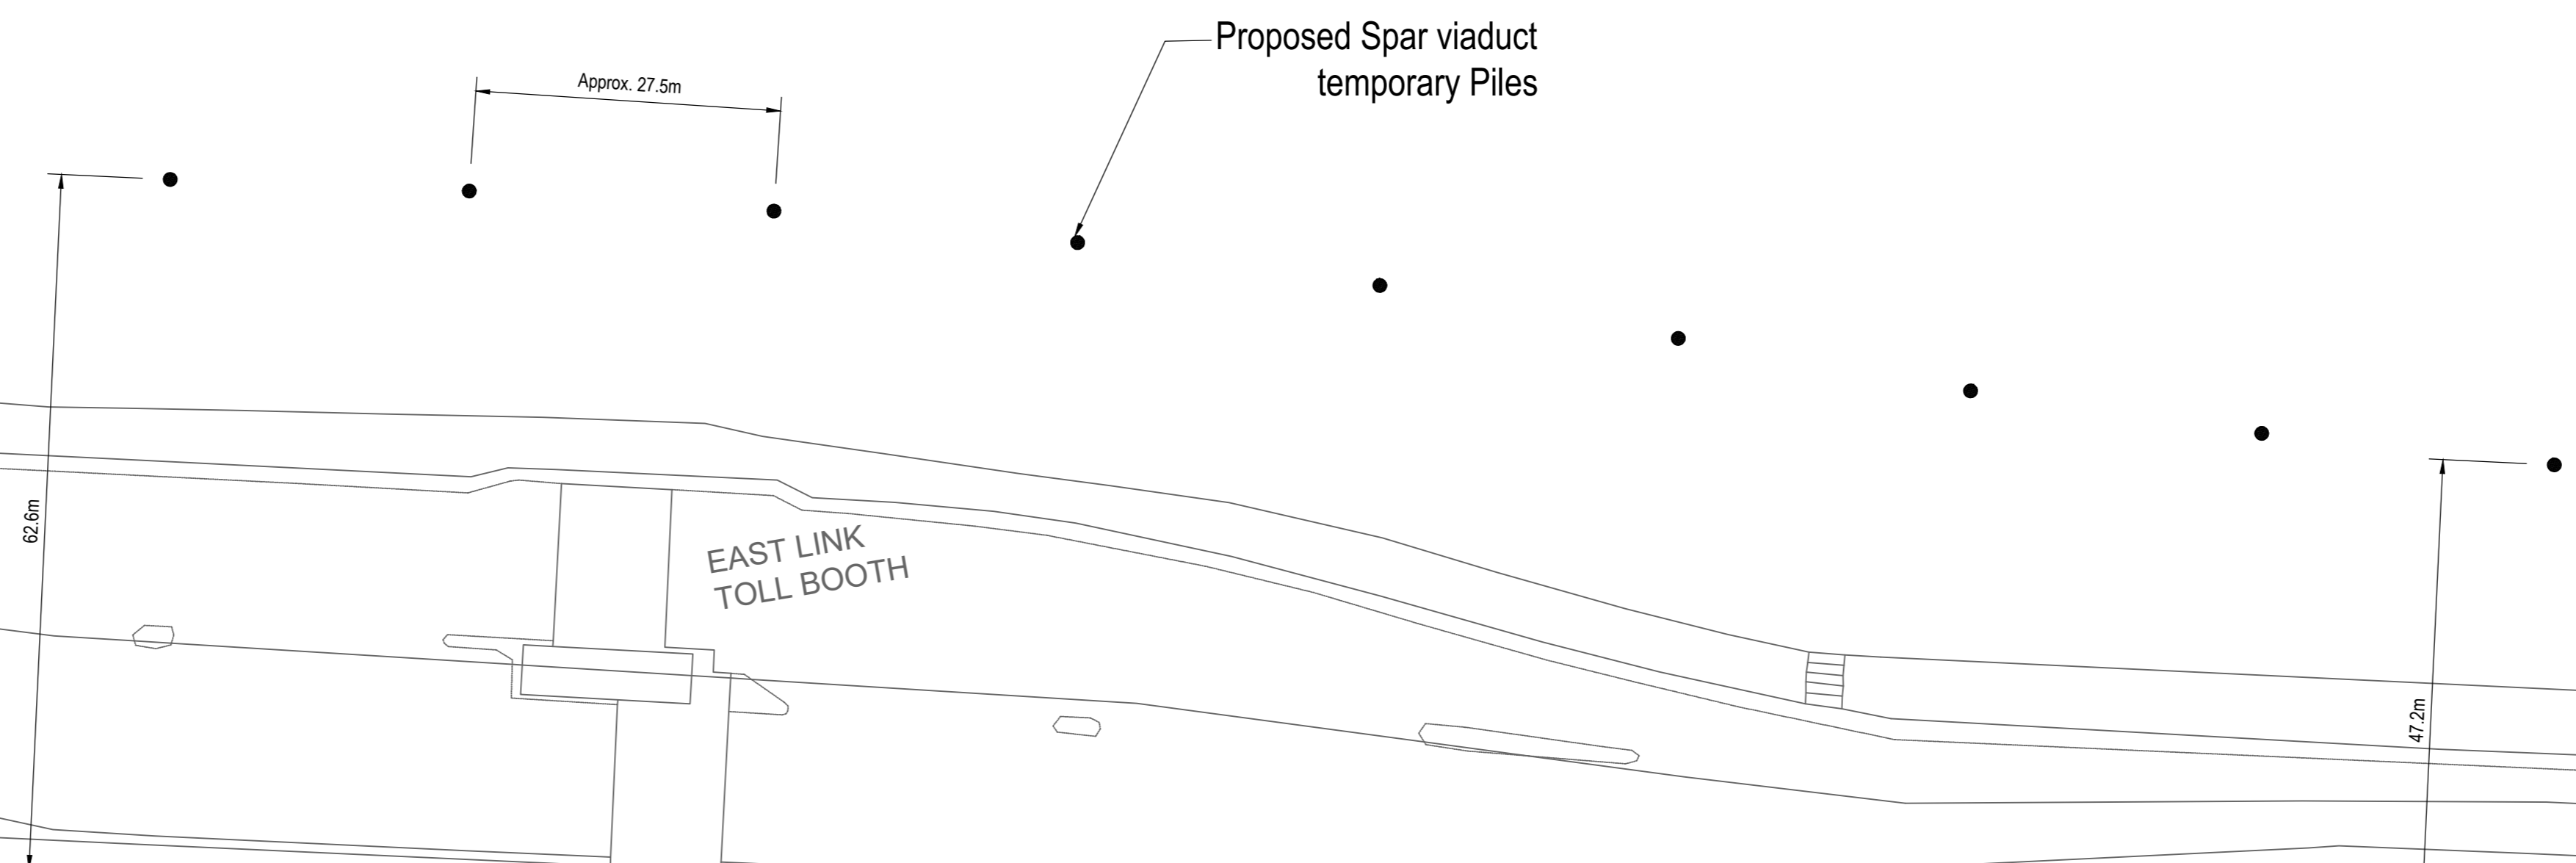 Proposed Spar viaduct
temporary Piles
Approx. 27.5m
62.6m
EAST LINK
TOLL BOOTH
47.2m